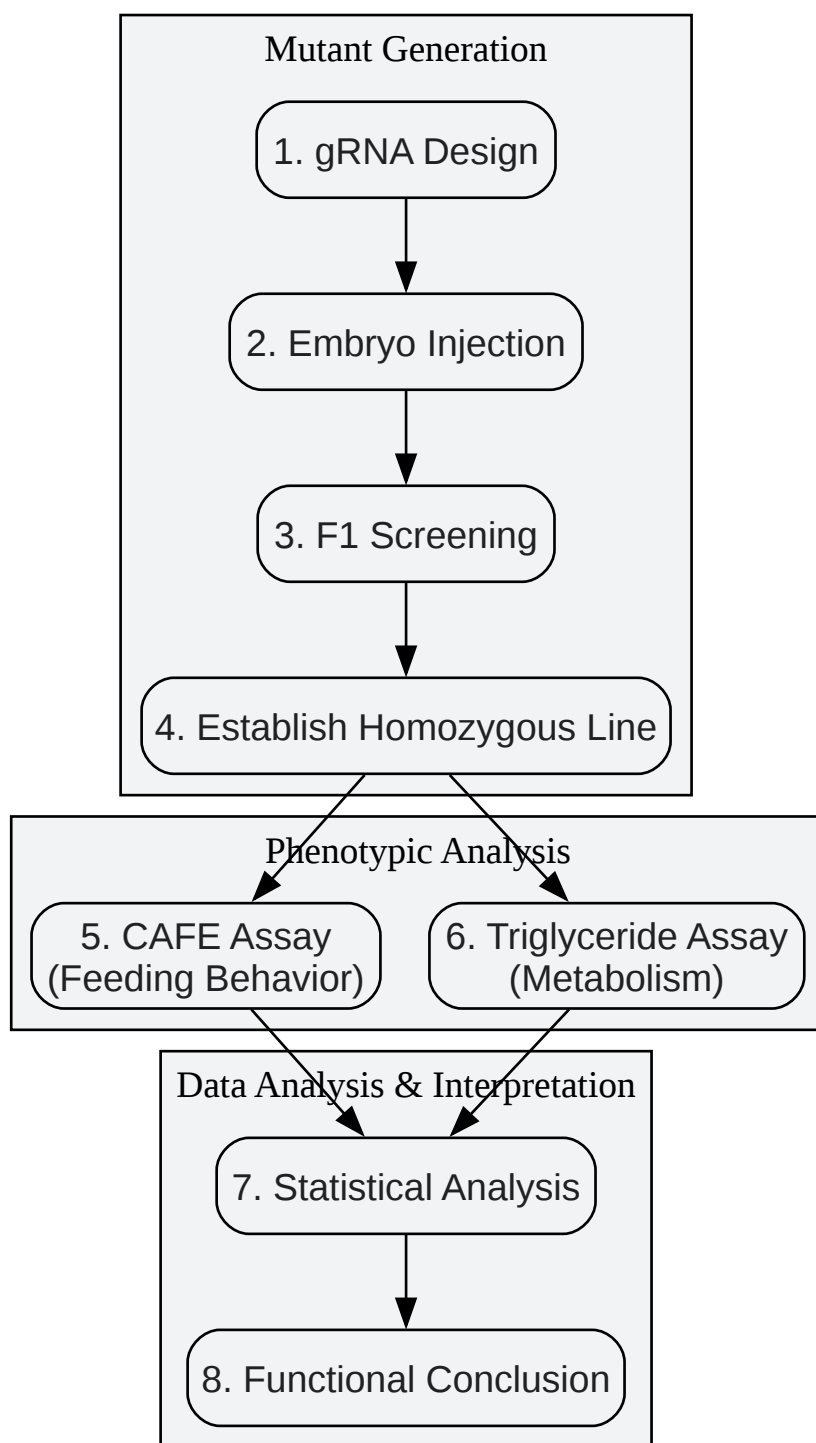 Mutant Generation
1. gRNA Design
2. Embryo Injection
3. F1 Screening
4. Establish Homozygous Line
Phenotypic Analysis
5. CAFE Assay
(Feeding Behavior)
6. Triglyceride Assay
(Metabolism)
Data Analysis & Interpretation
7. Statistical Analysis
8. Functional Conclusion